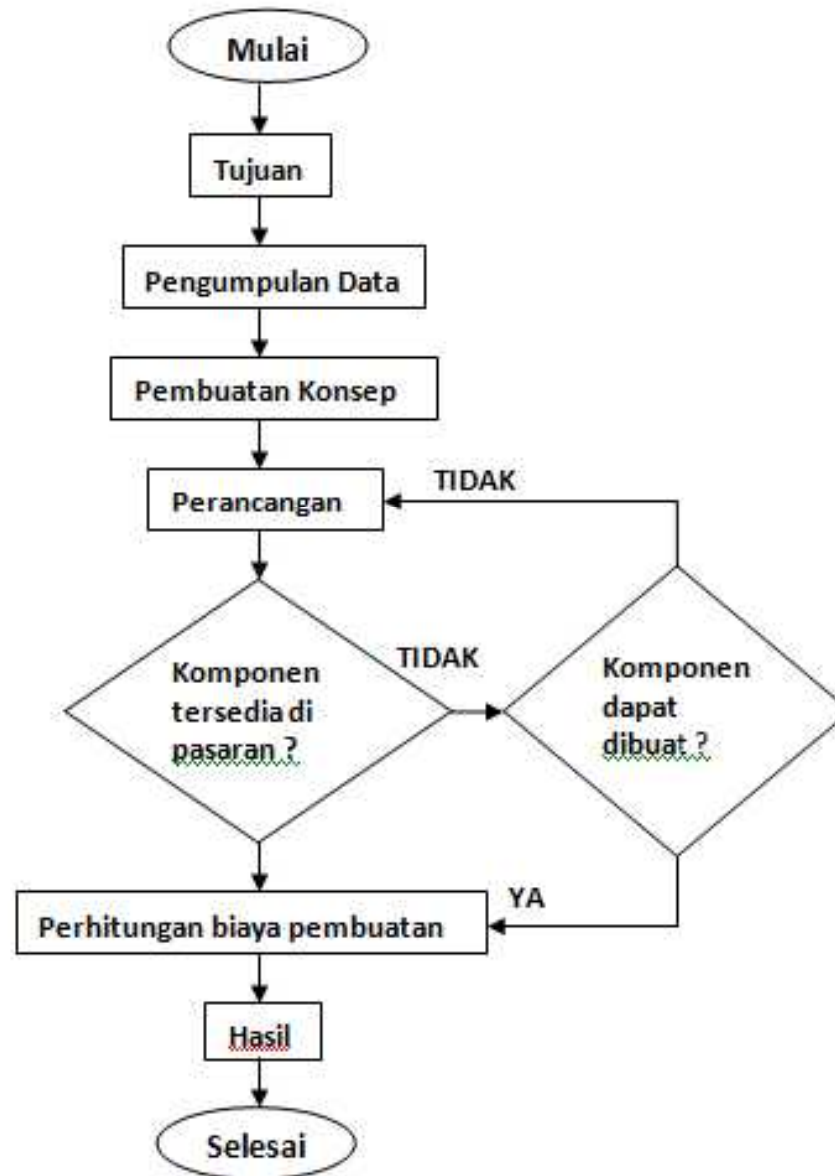 Mulai
Tujuan
Pengumpulan Data
Pembuatan Konsep
TIDAK
Perancangan
TIDAK
Komponen
tersedia di
pasaran ?
Komponen
dapat
dibuat ?
YA
Perhitungan biaya pembuatan
Hasil
Selesai